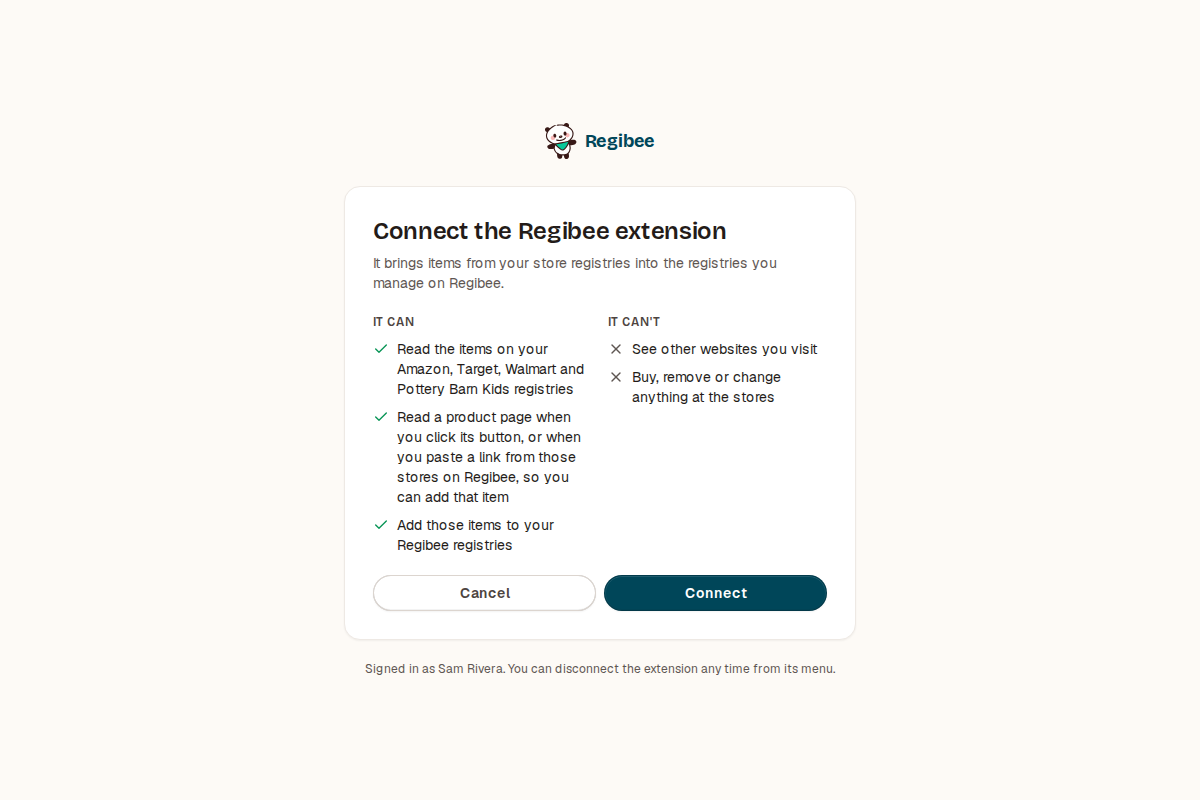 Regibee
Connect the Regibee extension
It brings items from your store registries into the registries you
manage on Regibee.
IT CAN
Read the items on your
Amazon, Target, Walmart and
Pottery Barn Kids registries
Read a product page when
you click its button, or when
you paste a link from those
stores on Regibee, so you
can add that item
Add those items to your
Regibee registries
IT CAN'T
See other websites you visit
Buy, remove or change
anything at the stores
Cancel
Connect
Signed in as Sam Rivera. You can disconnect the extension any time from its menu.